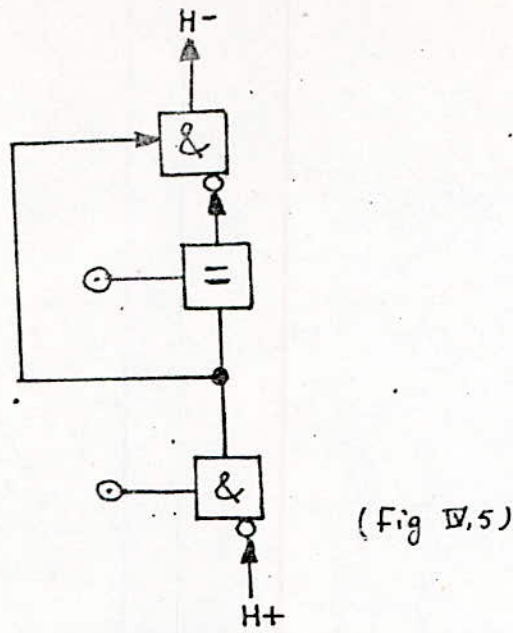 H-
&
=
&
(Fig IV,5)
H+